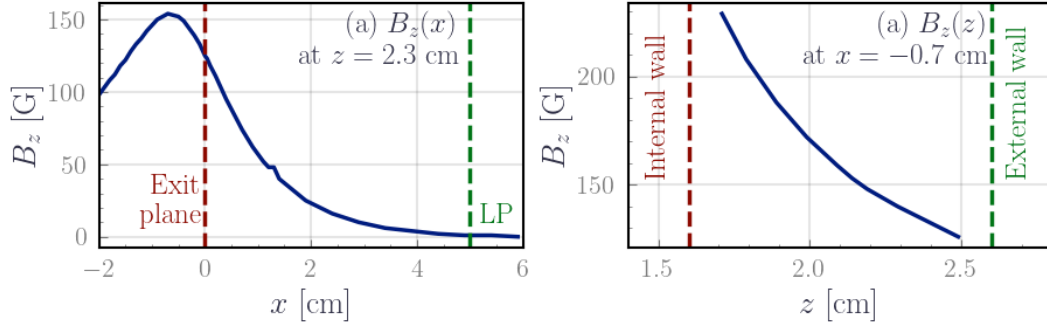 150
100
50
0
B_z [G]
(a) B_z(x)
at z = 2.3 cm
Exit
plane
LP
−2
0
2
4
6
x [cm]
200
150
B_z [G]
(a) B_z(z)
at x = −0.7 cm
Internal wall
External wall
1.5
2.0
2.5
z [cm]